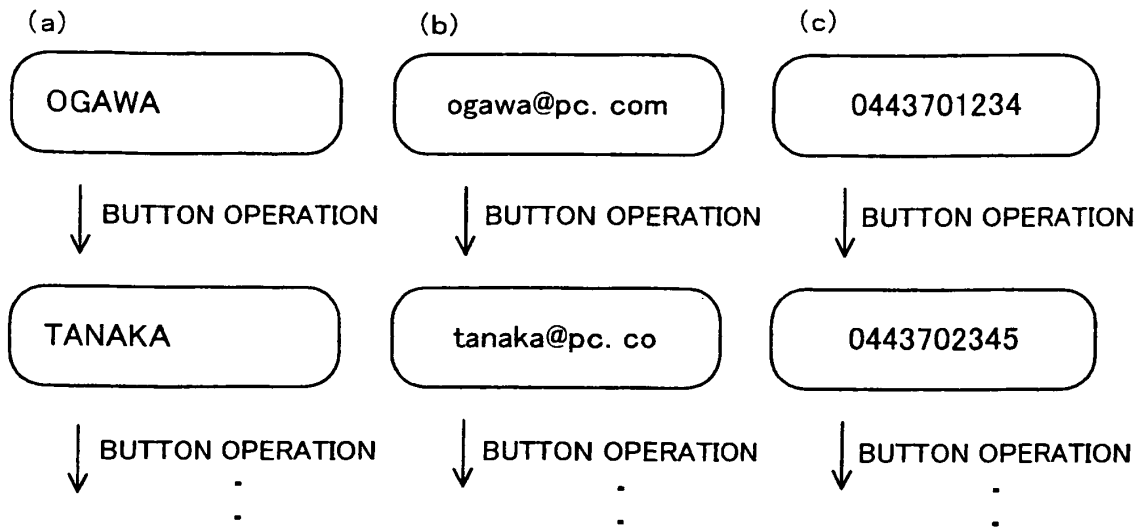 (a) (b) (c)
OGAWA ogawa@pc. com 0443701234
BUTTON OPERATION BUTTON OPERATION BUTTON OPERATION
TANAKA tanaka@pc. co 0443702345
BUTTON OPERATION BUTTON OPERATION BUTTON OPERATION